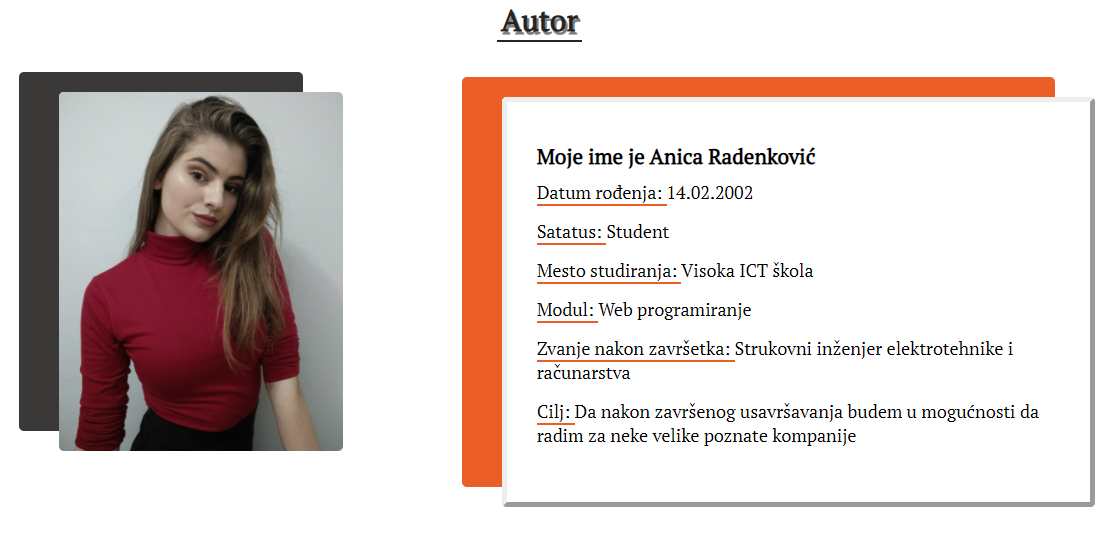 Autor
Moje ime je Anica Radenković
Datum rođenja: 14.02.2002
Satatus: Student
Mesto studiranja: Visoka ICT škola
Modul: Web programiranje
Zvanje nakon završetka: Strukovni inženjer elektrotehnike i
računarstva
Cilj: Da nakon završenog usavršavanja budem u mogućnosti da
radim za neke velike poznate kompanije